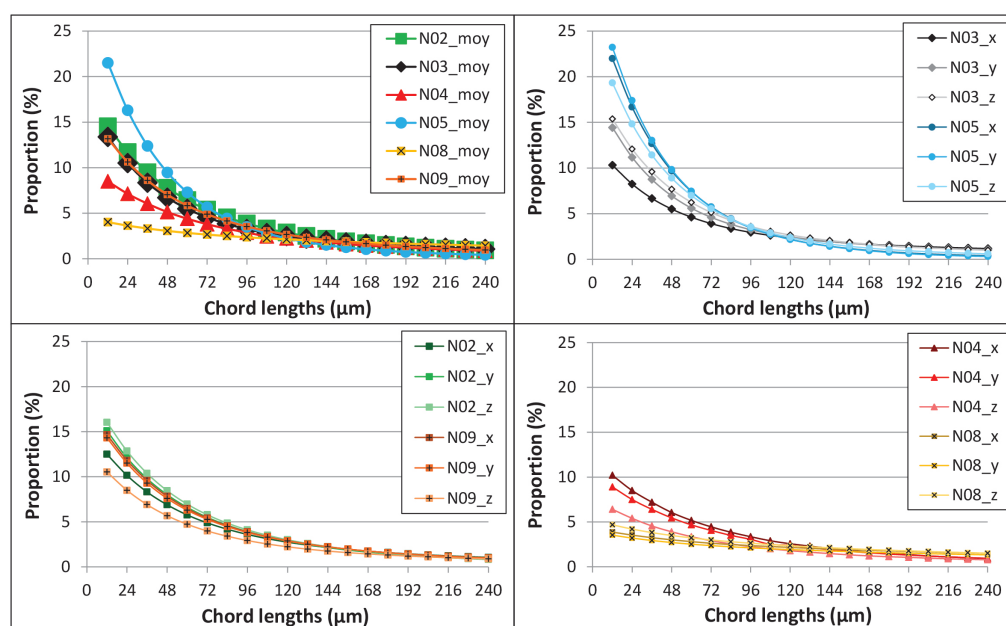 25
20
15
10
5
0
Proportion (%)
0 24 48 72 96 120 144 168 192 216 240
Chord lengths (µm)
N02_moy
N03_moy
N04_moy
N05_moy
N08_moy
N09_moy
25
20
15
10
5
0
Proportion (%)
0 24 48 72 96 120 144 168 192 216 240
Chord lengths (µm)
N03_x
N03_y
N03_z
N05_x
N05_y
N05_z
25
20
15
10
5
0
Proportion (%)
0 24 48 72 96 120 144 168 192 216 240
Chord lengths (µm)
N02_x
N02_y
N02_z
N09_x
N09_y
N09_z
25
20
15
10
5
0
Proportion (%)
0 24 48 72 96 120 144 168 192 216 240
Chord lengths (µm)
N04_x
N04_y
N04_z
N08_x
N08_y
N08_z